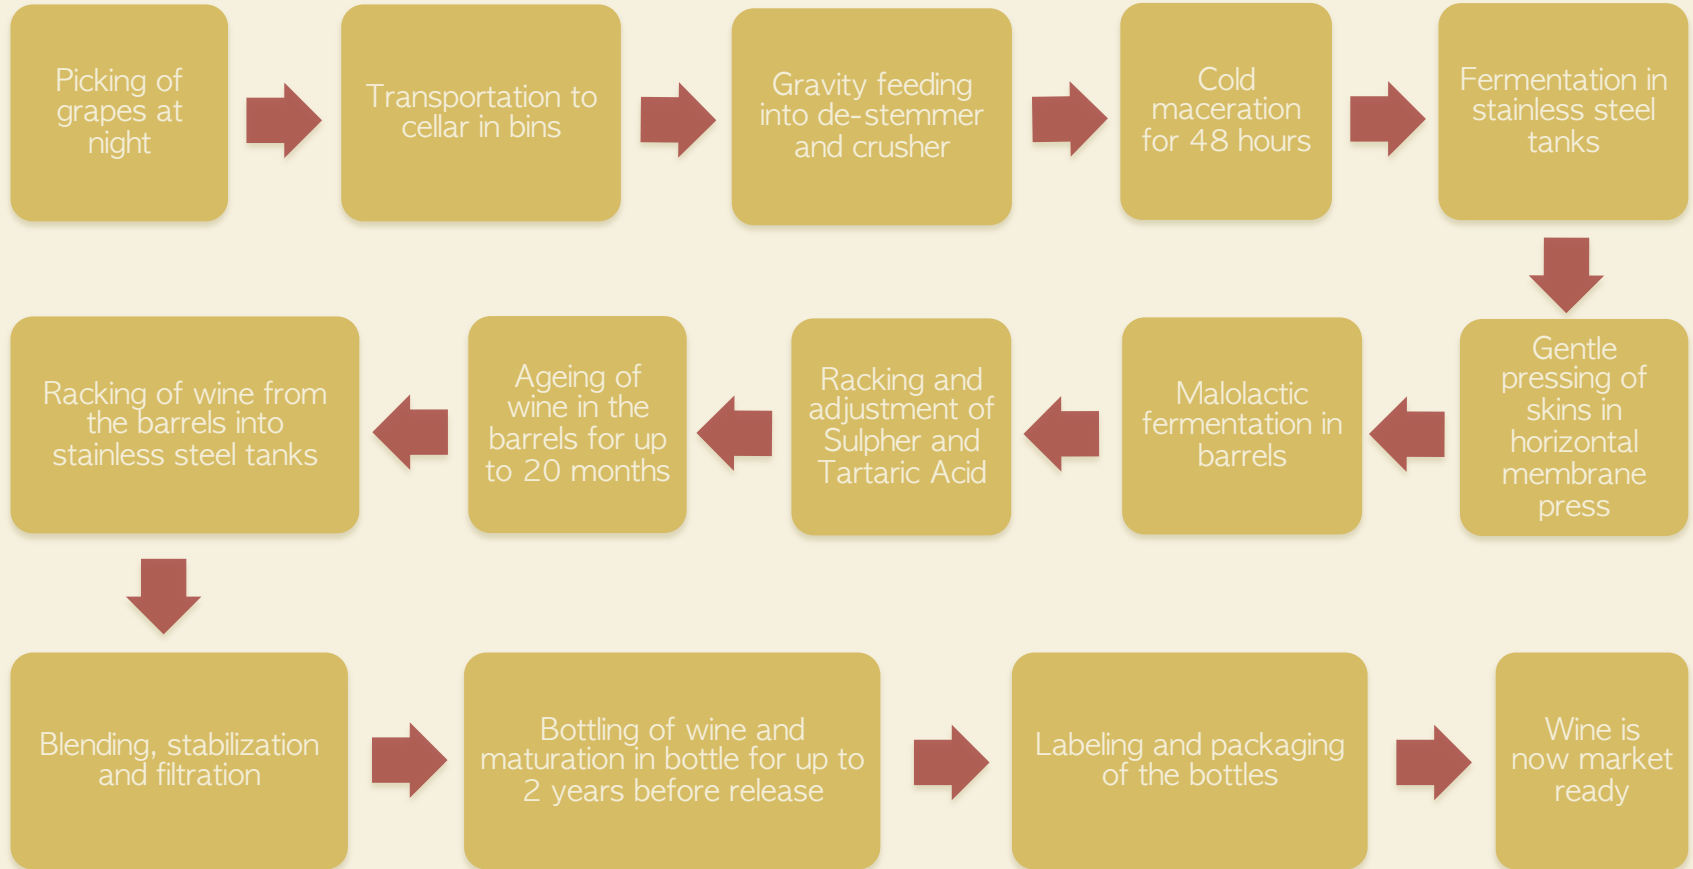 Picking of
grapes at
night
Transportation to
cellar in bins
Gravity feeding
into de-stemmer
and crusher
Cold
maceration
for 48 hours
Fermentation in
stainless steel
tanks
Gentle
pressing of
skins in
horizontal
membrane
press
Malolactic
fermentation in
barrels
Racking and
adjustment of
Sulpher and
Tartaric Acid
Ageing of
wine in the
barrels for up
to 20 months
Racking of wine from
the barrels into
stainless steel tanks
Blending, stabilization
and filtration
Bottling of wine and
maturation in bottle for up to
2 years before release
Labeling and packaging
of the bottles
Wine is
now market
ready